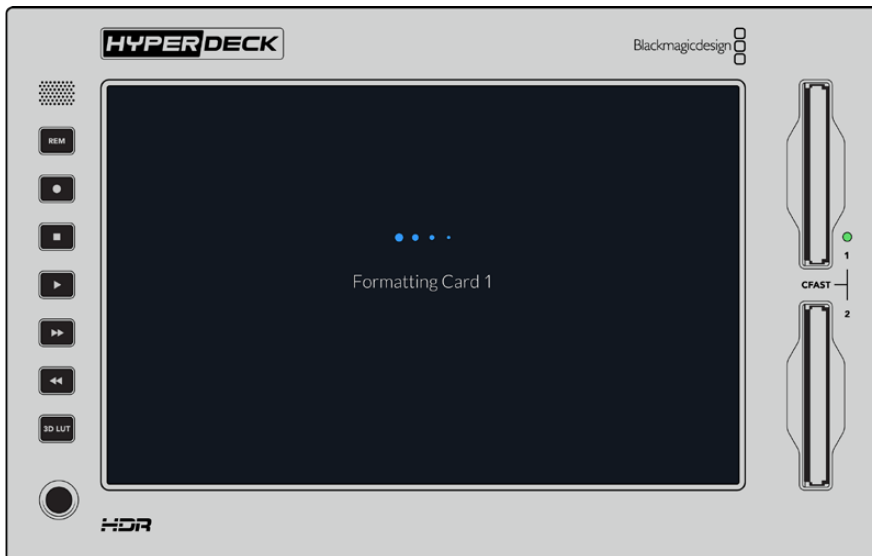 HYPERDECK
Blackmagicdesign
REM
Formatting Card 1
1
CFAST
2
3D LUT
HDR